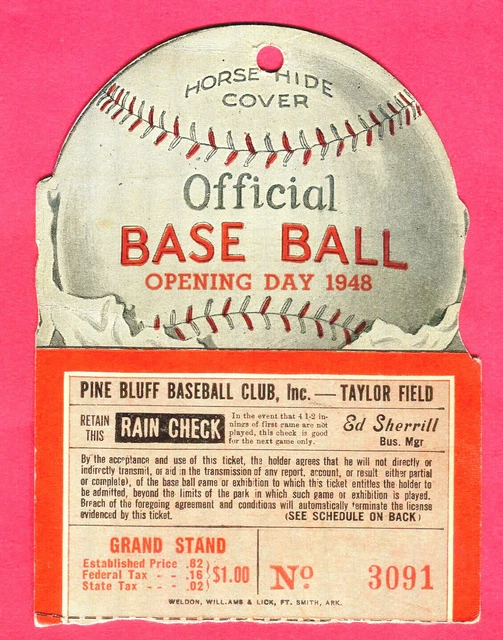 HORSE HIDE
COVER
Official
BASE BALL
OPENING DAY 1948
PINE BLUFF BASEBALL CLUB, Inc. — TAYLOR FIELD
RETAIN
THIS
RAIN CHECK
In the event that 4 1-2 in-
nings of first game are not
played, this check is good
for the next game only.
Ed Sherrill
Bus. Mgr
By the acceptance and use of this ticket, the holder agrees that he will not directly or
indirectly transmit, or aid in the transmission of any report, account, or result either partial
or complete), of the base ball game or exhibition to which this ticket entitles the holder to
be admitted, beyond the limits of the park in which such game or exhibition is played.
Breach of the foregoing agreement and conditions will automatically terminate the license
evidenced by this ticket.
(SEE SCHEDULE ON BACK)
GRAND STAND
Established Price .82
Federal Tax - - .16
State Tax - - .02
$1.00
No 3091
WELDON, WILLIAMS & LICK, FT. SMITH, ARK.